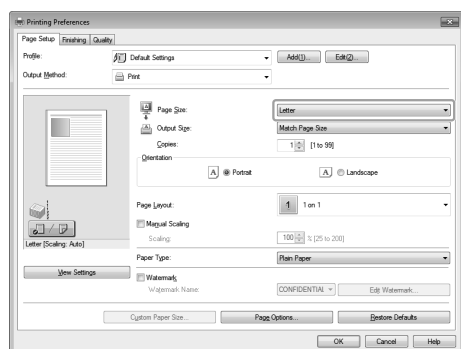 Printing Preferences
Page Setup Finishing Quality
Profile: Default Settings Add(1)... Edit(2)...
Output Method: Print
Page Size: Letter
Output Size: Match Page Size
Copies: 1 [1 to 99]
Orientation
A Portrait A Landscape
Page Layout: 1 1 on 1
Manual Scaling
Scaling: 100 % [25 to 200]
Letter [Scaling: Auto]
Paper Type: Plain Paper
View Settings
Watermark
Watermark Name: CONFIDENTIAL Edit Watermark...
Custom Paper Size... Page Options... Restore Defaults
OK Cancel Help